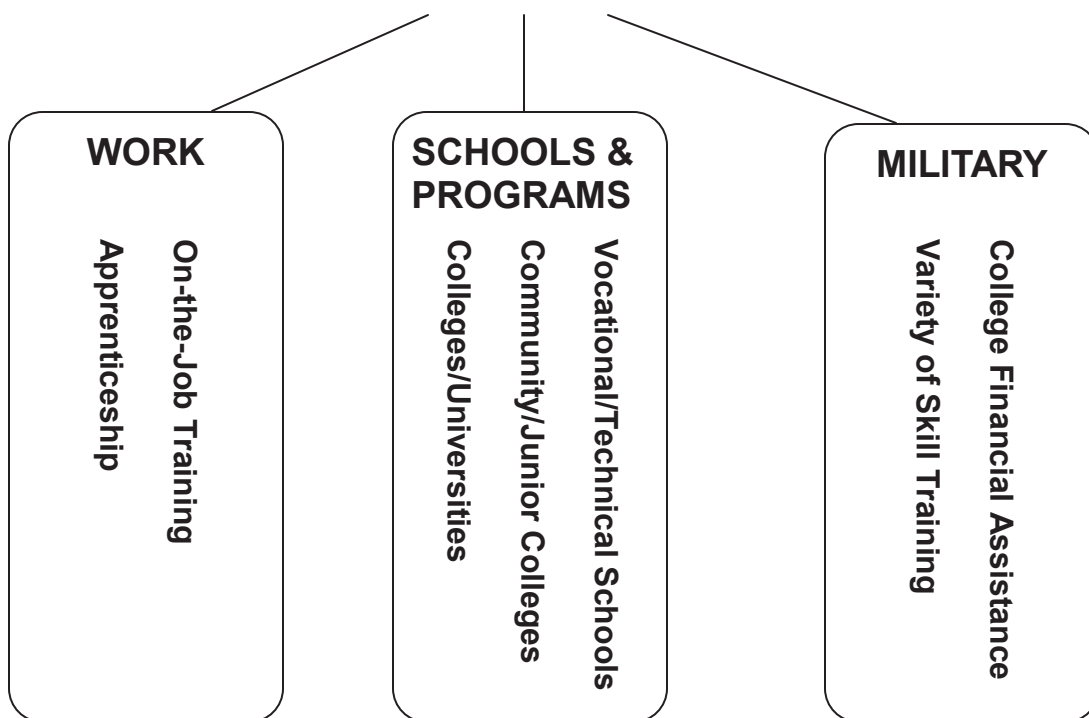 WORK
On-the-Job Training
Apprenticeship
SCHOOLS &
PROGRAMS
Vocational/Technical Schools
Community/Junior Colleges
Colleges/Universities
MILITARY
College Financial Assistance
Variety of Skill Training